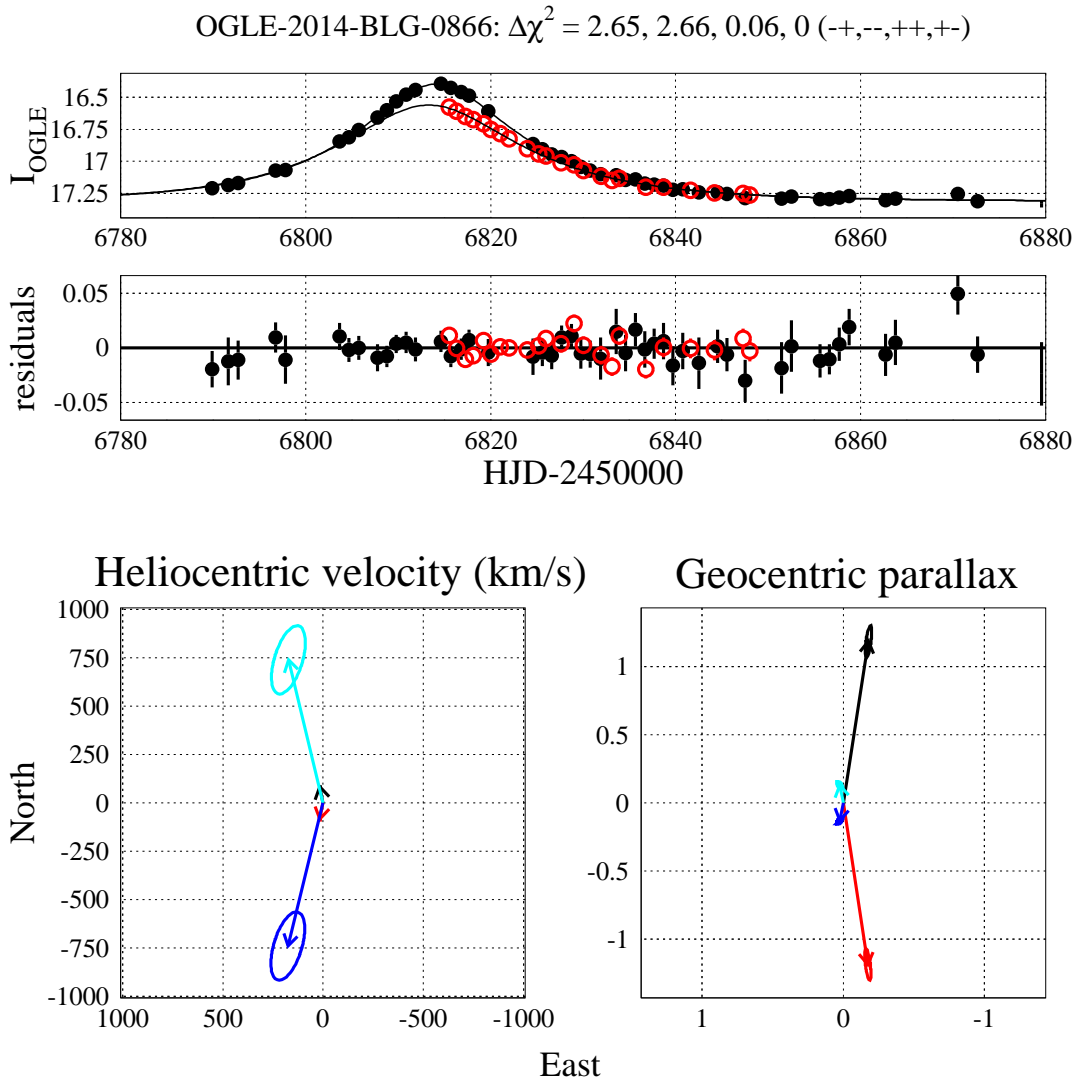 OGLE-2014-BLG-0866: Δχ² = 2.65, 2.66, 0.06, 0 (-+,--,++,+-)
I_OGLE
16.5
16.75
17
17.25
6780 6800 6820 6840 6860 6880
residuals
0.05
0
-0.05
6780 6800 6820 6840 6860 6880
HJD-2450000
Heliocentric velocity (km/s)
North
1000
750
500
250
0
-250
-500
-750
-1000
1000 500 0 -500 -1000
Geocentric parallax
1
0.5
0
-0.5
-1
1 0 -1
East